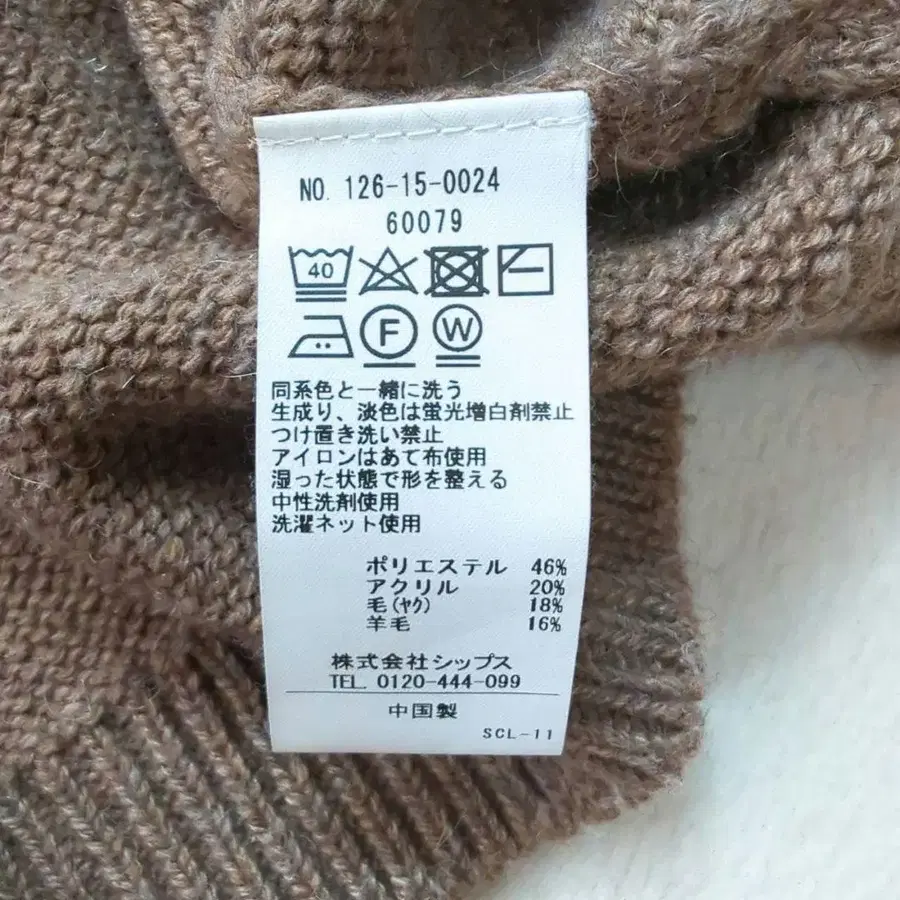 NO. 126-15-0024
60079
40
F W
同系色と一緒に洗う
生成り、淡色は蛍光増白剤禁止
つけ置き洗い禁止
アイロンはあて布使用
湿った状態で形を整える
中性洗剤使用
洗濯ネット使用
ポリエステル 46%
アクリル 20%
毛(ヤク) 18%
羊毛 16%
株式会社シップス
TEL. 0120-444-099
中国製
SCL-11